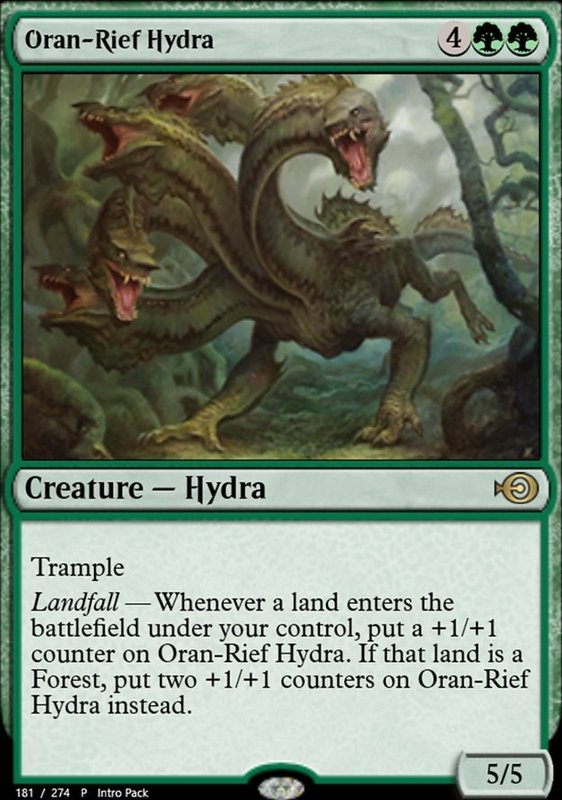 Oran-Rief Hydra 4
Creature — Hydra
Trample
Landfall — Whenever a land enters the
battlefield under your control, put a +1/+1
counter on Oran-Rief Hydra. If that land is a
Forest, put two +1/+1 counters on Oran-Rief
Hydra instead.
5/5
181 / 274 P Intro Pack